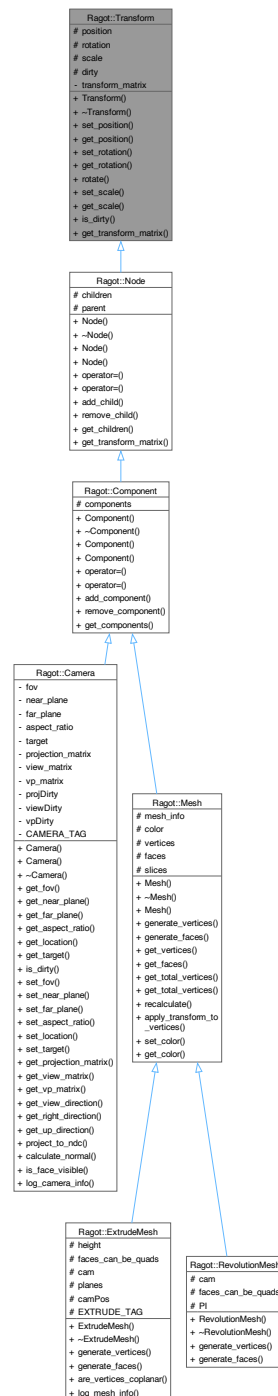 Ragot::Transform
# position
# rotation
# scale
# dirty
- transform_matrix
+ Transform()
+ ~Transform()
+ set_position()
+ get_position()
+ set_rotation()
+ get_rotation()
+ rotate()
+ set_scale()
+ get_scale()
+ is_dirty()
+ get_transform_matrix()
Ragot::Node
# children
# parent
+ Node()
+ ~Node()
+ Node()
+ Node()
+ operator=()
+ operator=()
+ add_child()
+ remove_child()
+ get_children()
+ get_transform_matrix()
Ragot::Component
# components
+ Component()
+ ~Component()
+ Component()
+ Component()
+ operator=()
+ operator=()
+ add_component()
+ remove_component()
+ get_components()
Ragot::Camera
- fov
- near_plane
- far_plane
- aspect_ratio
- target
- projection_matrix
- view_matrix
- vp_matrix
- projDirty
- viewDirty
- vpDirty
- CAMERA_TAG
+ Camera()
+ Camera()
+ ~Camera()
+ get_fov()
+ get_near_plane()
+ get_far_plane()
+ get_aspect_ratio()
+ get_location()
+ get_target()
+ is_dirty()
+ set_fov()
+ set_near_plane()
+ set_far_plane()
+ set_aspect_ratio()
+ set_location()
+ set_target()
+ get_projection_matrix()
+ get_view_matrix()
+ get_vp_matrix()
+ get_view_direction()
+ get_right_direction()
+ get_up_direction()
+ project_to_ndc()
+ calculate_normal()
+ is_face_visible()
+ log_camera_info()
Ragot::Mesh
# mesh_info
# color
# vertices
# faces
# slices
+ Mesh()
+ ~Mesh()
+ Mesh()
+ generate_vertices()
+ generate_faces()
+ get_vertices()
+ get_faces()
+ get_total_vertices()
+ get_total_vertices()
+ recalculate()
+ apply_transform_to
_vertices()
+ set_color()
+ get_color()
Ragot::ExtrudeMesh
# height
# faces_can_be_quads
# cam
# planes
# camPos
# EXTRUDE_TAG
+ ExtrudeMesh()
+ ~ExtrudeMesh()
+ generate_vertices()
+ generate_faces()
+ are_vertices_coplanar()
+ log_mesh_info()
Ragot::RevolutionMesh
# cam
# faces_can_be_quads
# PI
+ RevolutionMesh()
+ ~RevolutionMesh()
+ generate_vertices()
+ generate_faces()